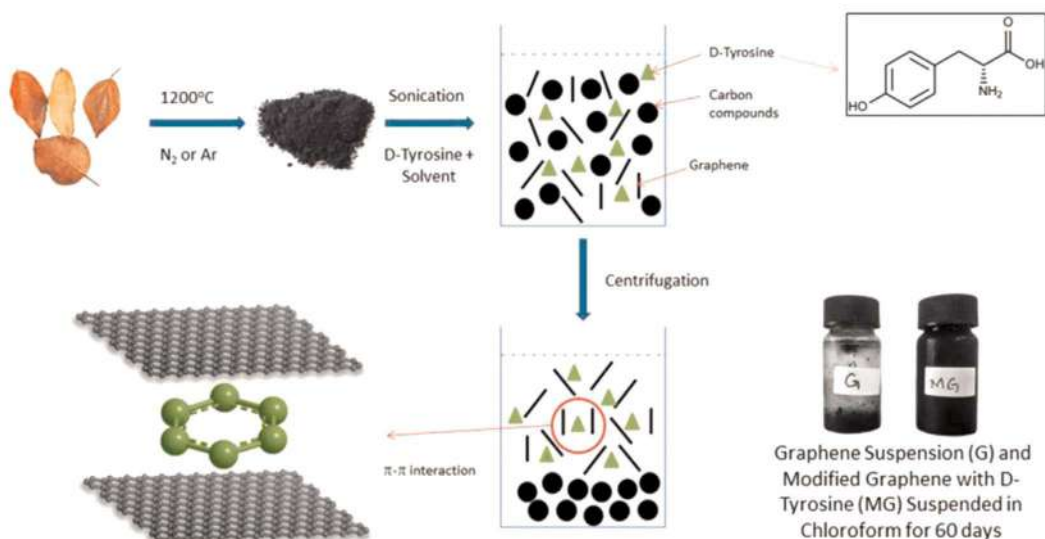 1200°C
N₂ or Ar
Sonication
D-Tyrosine +
Solvent
D-Tyrosine
Carbon
compounds
Graphene
O
OH
NH₂
HO
Centrifugation
π-π interaction
G
MG
Graphene Suspension (G) and
Modified Graphene with D-
Tyrosine (MG) Suspended in
Chloroform for 60 days